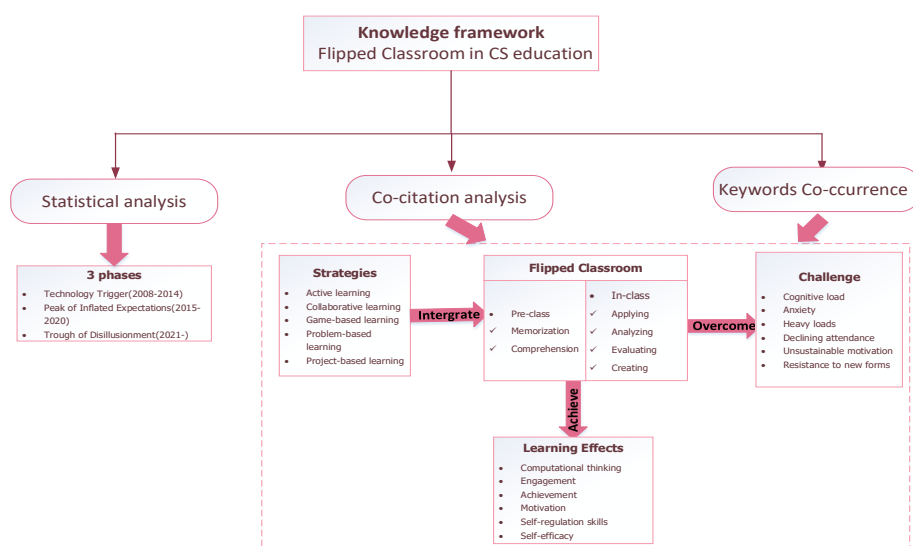 Knowledge framework
Flipped Classroom in CS education
Statistical analysis
Co-citation analysis
Keywords Co-ccurrence
3 phases
• Technology Trigger(2008-2014)
• Peak of Inflated Expectations(2015-
2020)
• Trough of Disillusionment(2021-)
Strategies
• Active learning
• Collaborative learning
• Game-based learning
• Problem-based
learning
• Project-based learning
Intergrate
Flipped Classroom
• Pre-class
✓ Memorization
✓ Comprehension
• In-class
✓ Applying
✓ Analyzing
✓ Evaluating
✓ Creating
Overcome
Challenge
• Cognitive load
• Anxiety
• Heavy loads
• Declining attendance
• Unsustainable motivation
• Resistance to new forms
Achieve
Learning Effects
• Computational thinking
• Engagement
• Achievement
• Motivation
• Self-regulation skills
• Self-efficacy